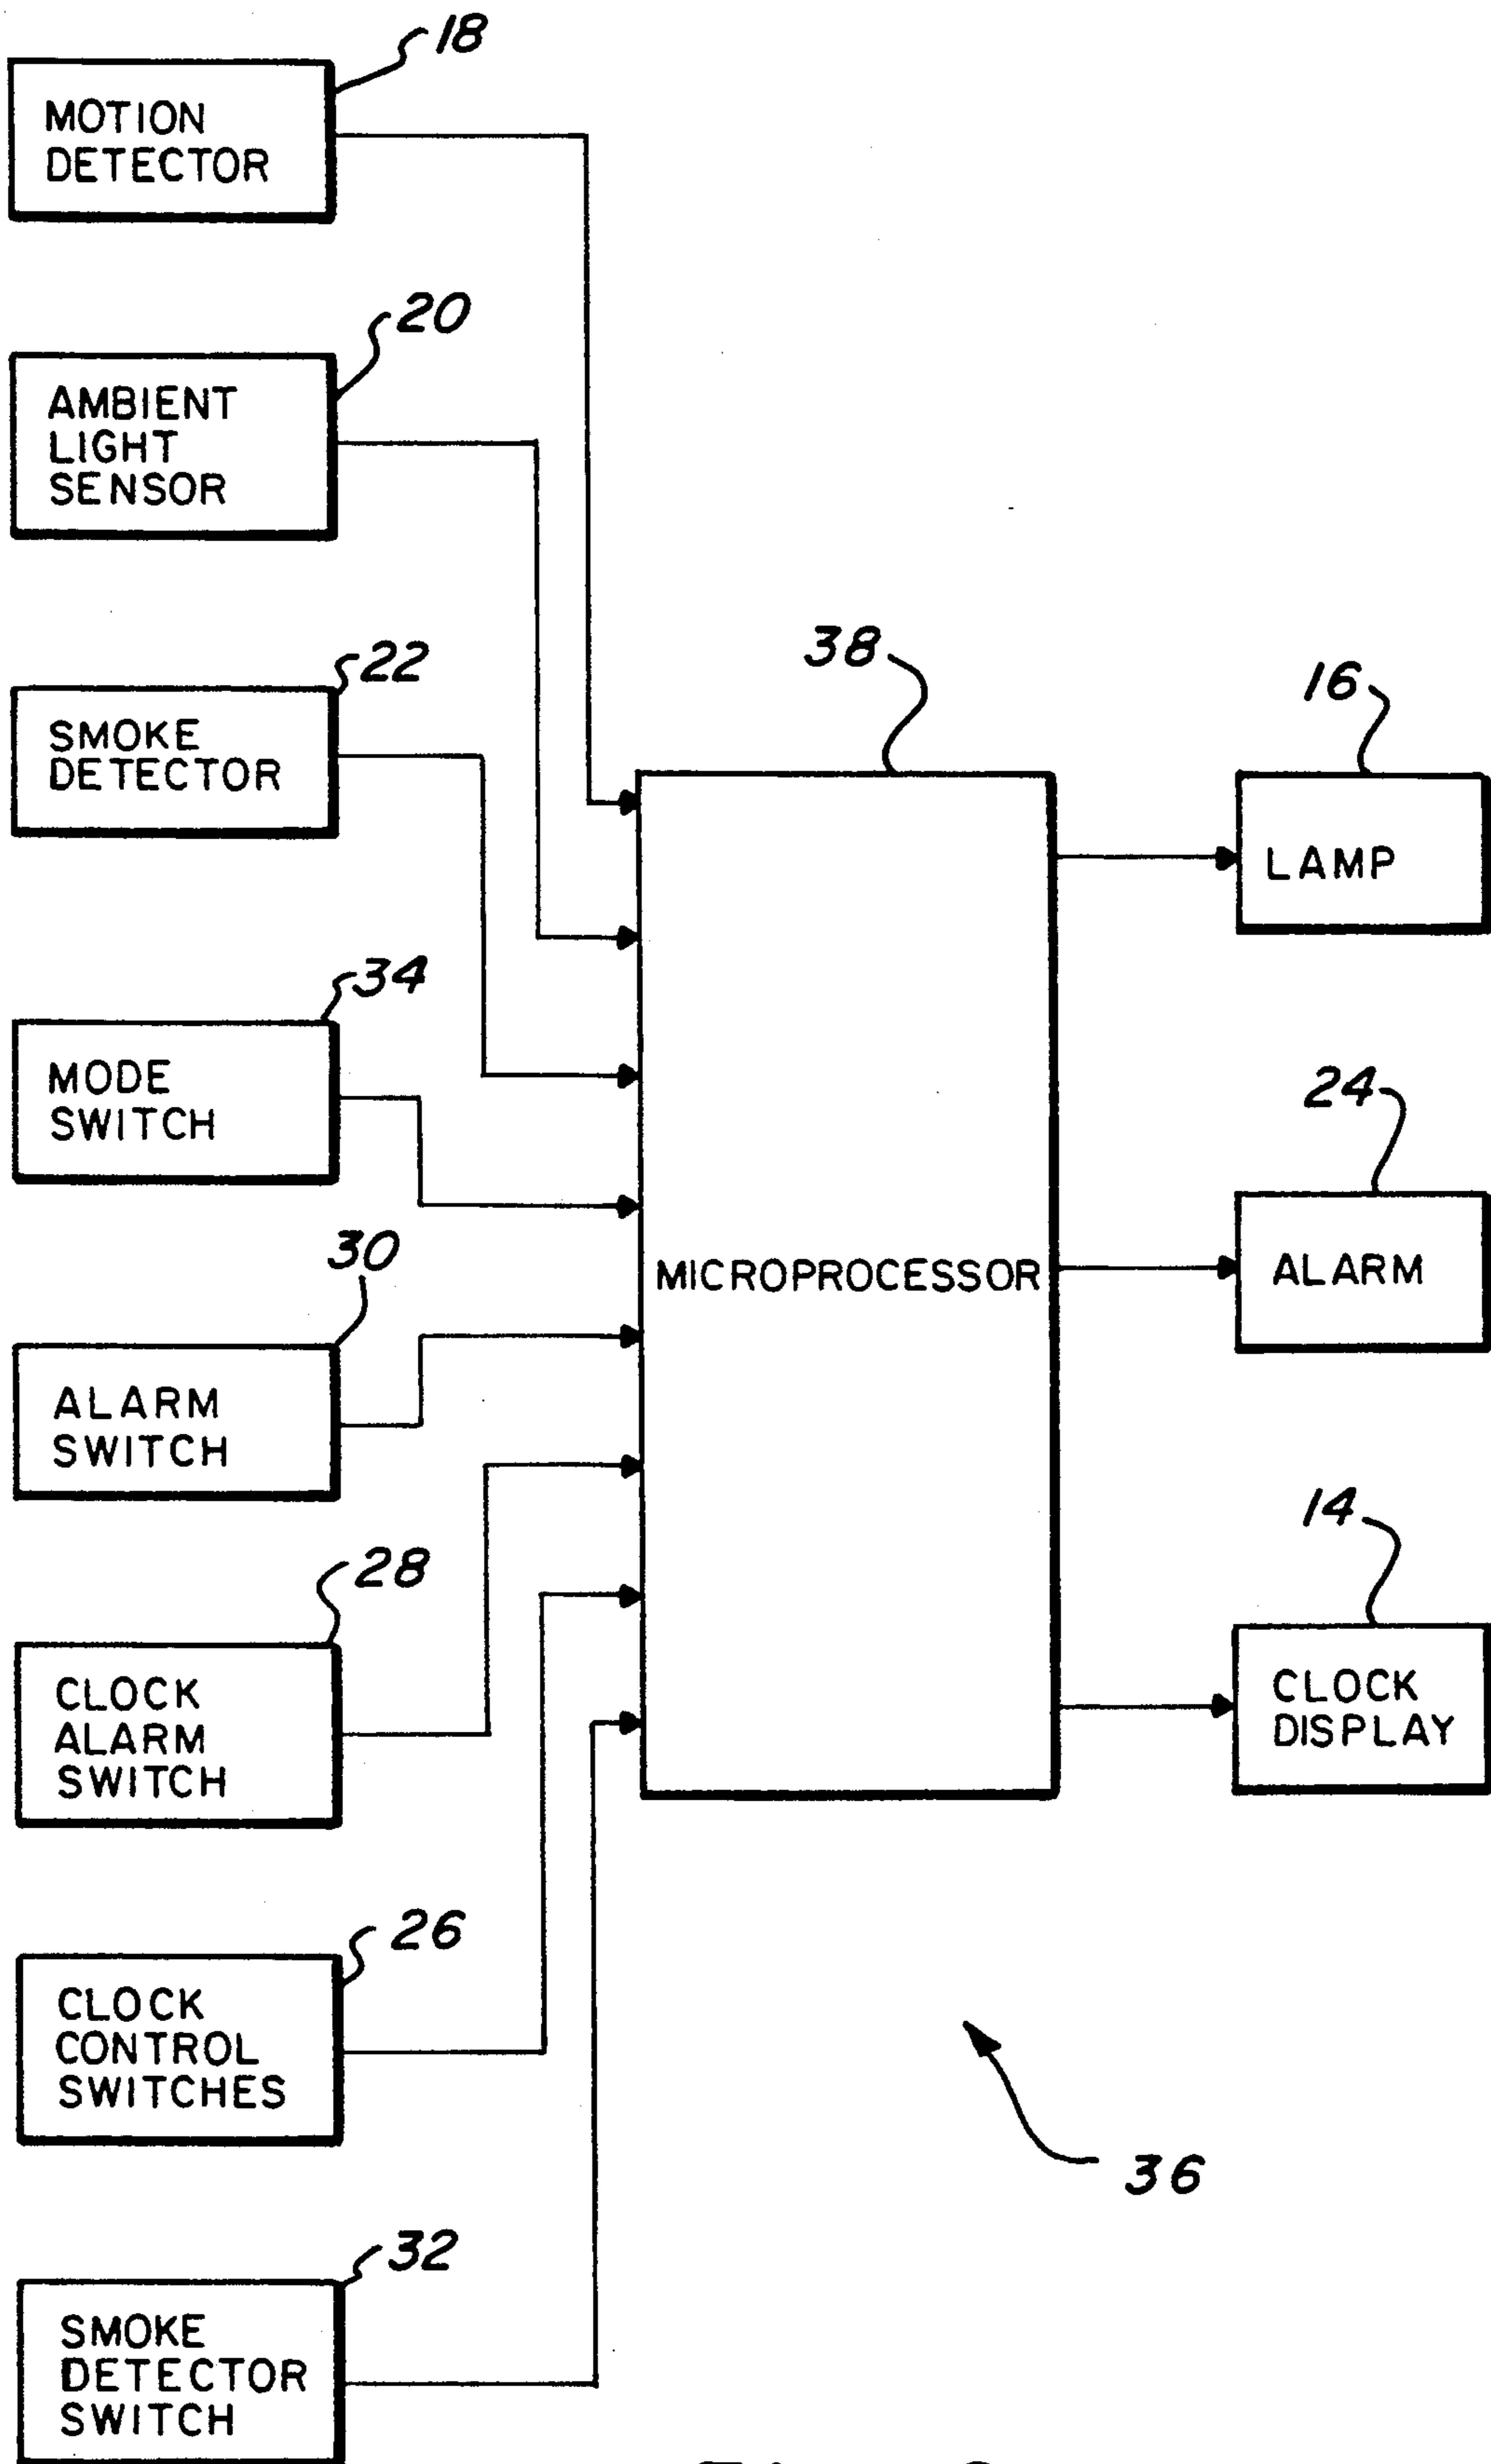 18
MOTION
DETECTOR
20
AMBIENT
LIGHT
SENSOR
22
SMOKE
DETECTOR
34
MODE
SWITCH
30
ALARM
SWITCH
28
CLOCK
ALARM
SWITCH
26
CLOCK
CONTROL
SWITCHES
32
SMOKE
DETECTOR
SWITCH
38
MICROPROCESSOR
16
LAMP
24
ALARM
14
CLOCK
DISPLAY
36